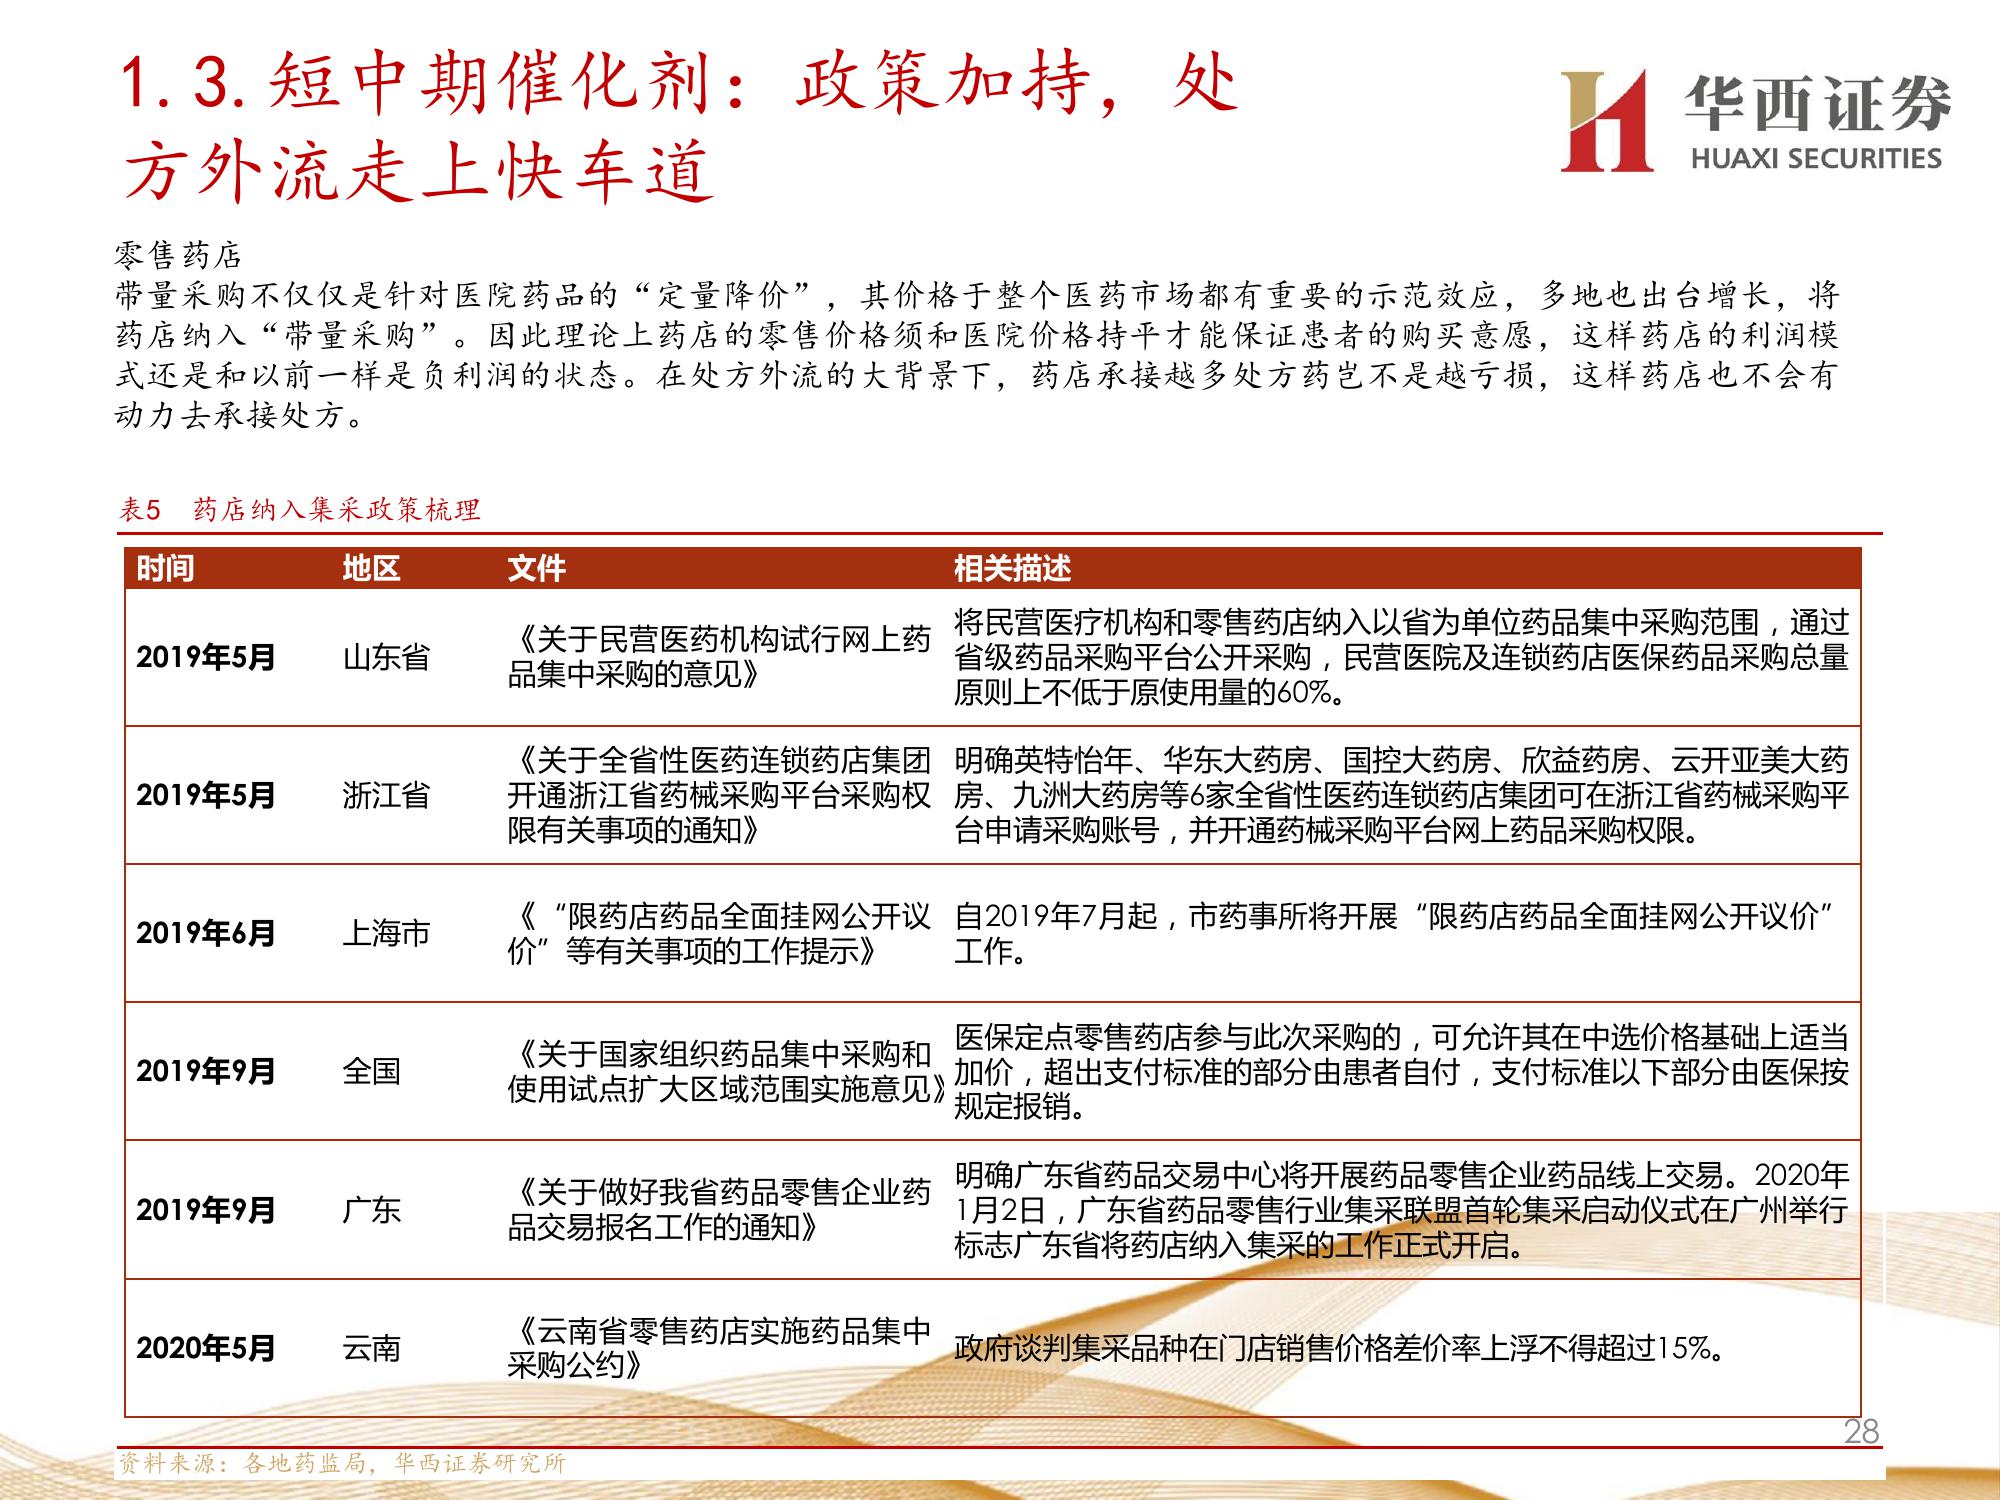 1.3.短中期催化剂：政策加持，处
方外流走上快车道
华西证券
HUAXI SECURITIES
零售药店
带量采购不仅仅是针对医院药品的“定量降价”，其价格于整个医药市场都有重要的示范效应，多地也出台增长，将
药店纳入“带量采购”。因此理论上药店的零售价格须和医院价格持平才能保证患者的购买意愿，这样药店的利润模
式还是和以前一样是负利润的状态。在处方外流的大背景下，药店承接越多处方药岂不是越亏损，这样药店也不会有
动力去承接处方。
表5 药店纳入集采政策梳理
时间 地区 文件 相关描述
2019年5月 山东省
《关于民营医药机构试行网上药
品集中采购的意见》
将民营医疗机构和零售药店纳入以省为单位药品集中采购范围，通过
省级药品采购平台公开采购，民营医院及连锁药店医保药品采购总量
原则上不低于原使用量的60%。
2019年5月 浙江省
《关于全省性医药连锁药店集团
开通浙江省药械采购平台采购权
限有关事项的通知》
明确英特怡年、华东大药房、国控大药房、欣益药房、云开亚美大药
房、九洲大药房等6家全省性医药连锁药店集团可在浙江省药械采购平
台申请采购账号，并开通药械采购平台网上药品采购权限。
2019年6月 上海市
《“限药店药品全面挂网公开议
价”等有关事项的工作提示》
自2019年7月起，市药事所将开展“限药店药品全面挂网公开议价”
工作。
2019年9月 全国
《关于国家组织药品集中采购和
使用试点扩大区域范围实施意见》
医保定点零售药店参与此次采购的，可允许其在中选价格基础上适当
加价，超出支付标准的部分由患者自付，支付标准以下部分由医保按
规定报销。
2019年9月 广东
《关于做好我省药品零售企业药
品交易报名工作的通知》
明确广东省药品交易中心将开展药品零售企业药品线上交易。2020年
1月2日，广东省药品零售行业集采联盟首轮集采启动仪式在广州举行
标志广东省将药店纳入集采的工作正式开启。
2020年5月 云南
《云南省零售药店实施药品集中
采购公约》
政府谈判集采品种在门店销售价格差价率上浮不得超过15%。
28
资料来源：各地药监局，华西证券研究所